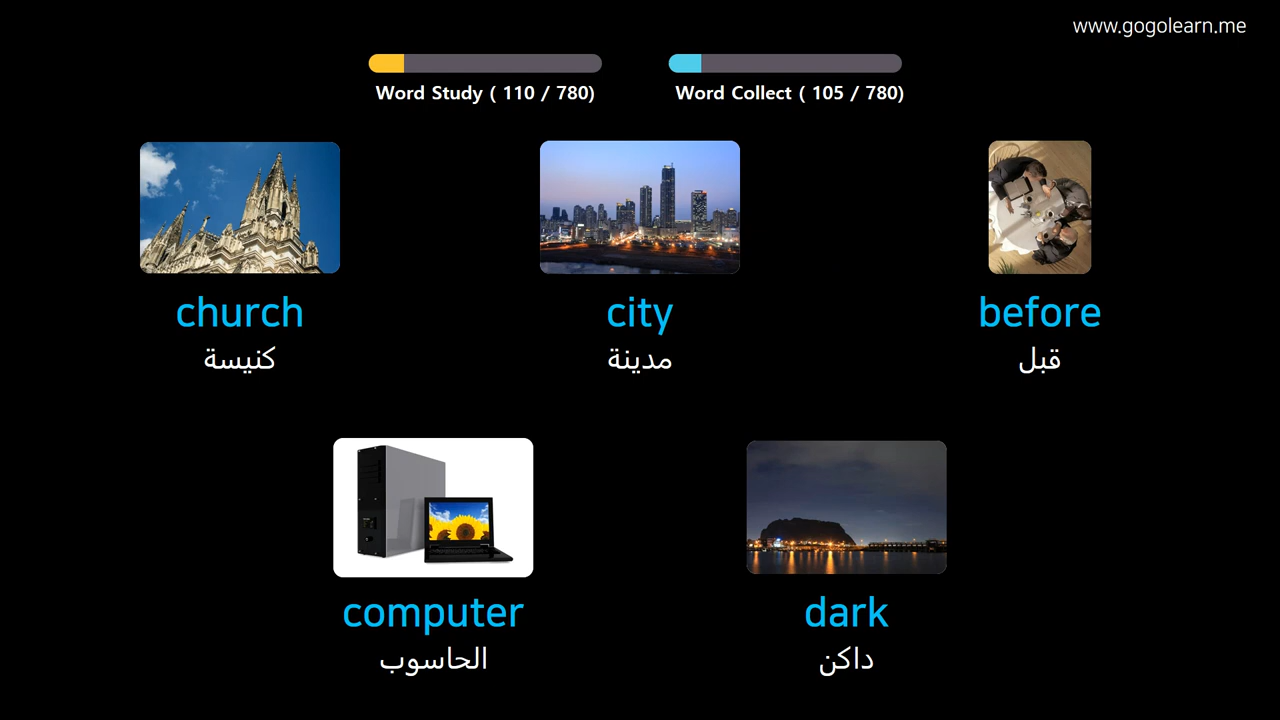 www.gogolearn.me
Word Study ( 110 / 780)
Word Collect ( 105 / 780)
church
كنيسة
city
مدينة
before
قبل
computer
الحاسوب
dark
داكن